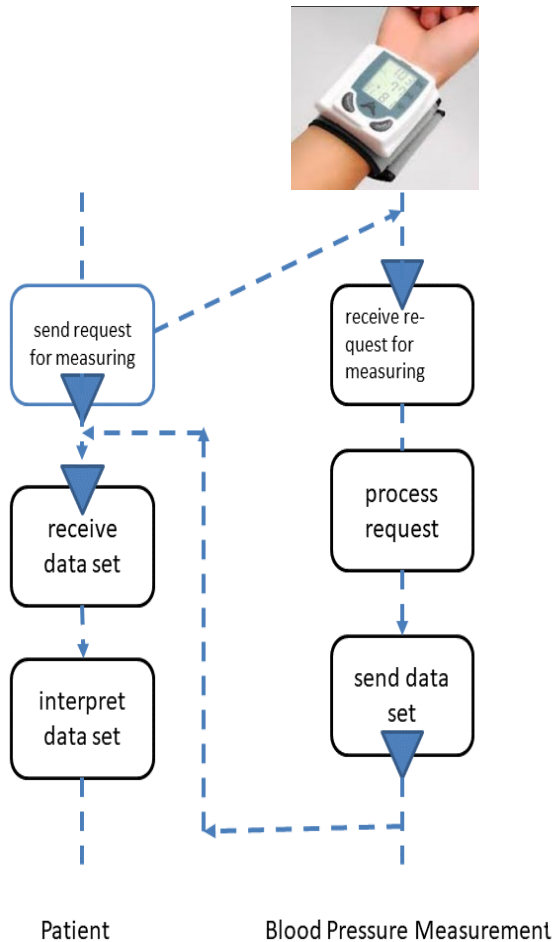 103
send request
for measuring
receive re-
quest for
measuring
process
request
receive
data set
send data
set
interpret
data set
Patient
Blood Pressure Measurement